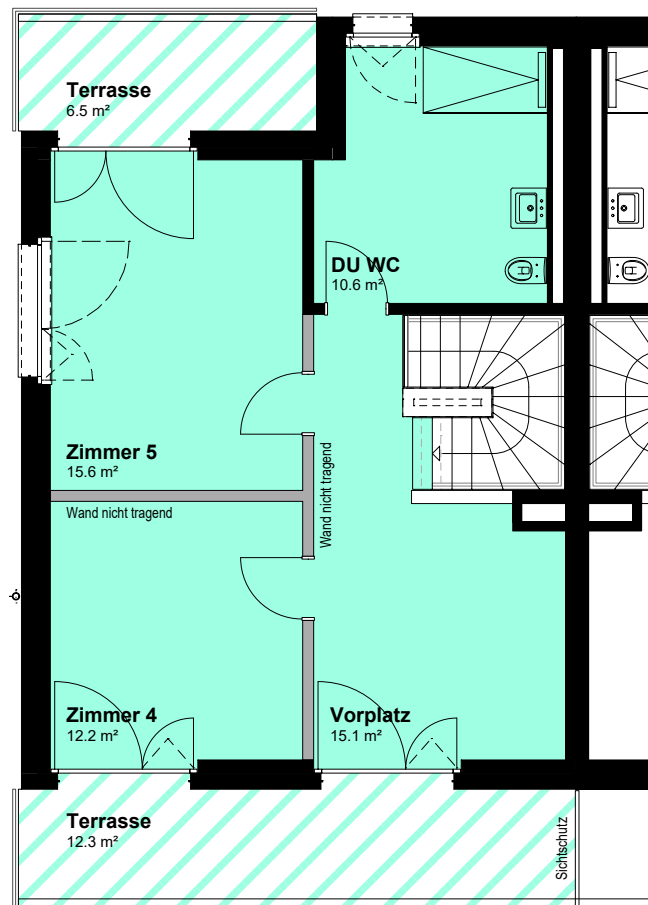 Terrasse
6.5 m²
DU WC
10.6 m²
Zimmer 5
15.6 m²
Wand nicht tragend
Wand nicht tragend
Zimmer 4
12.2 m²
Vorplatz
15.1 m²
Terrasse
12.3 m²
Sichtschutz